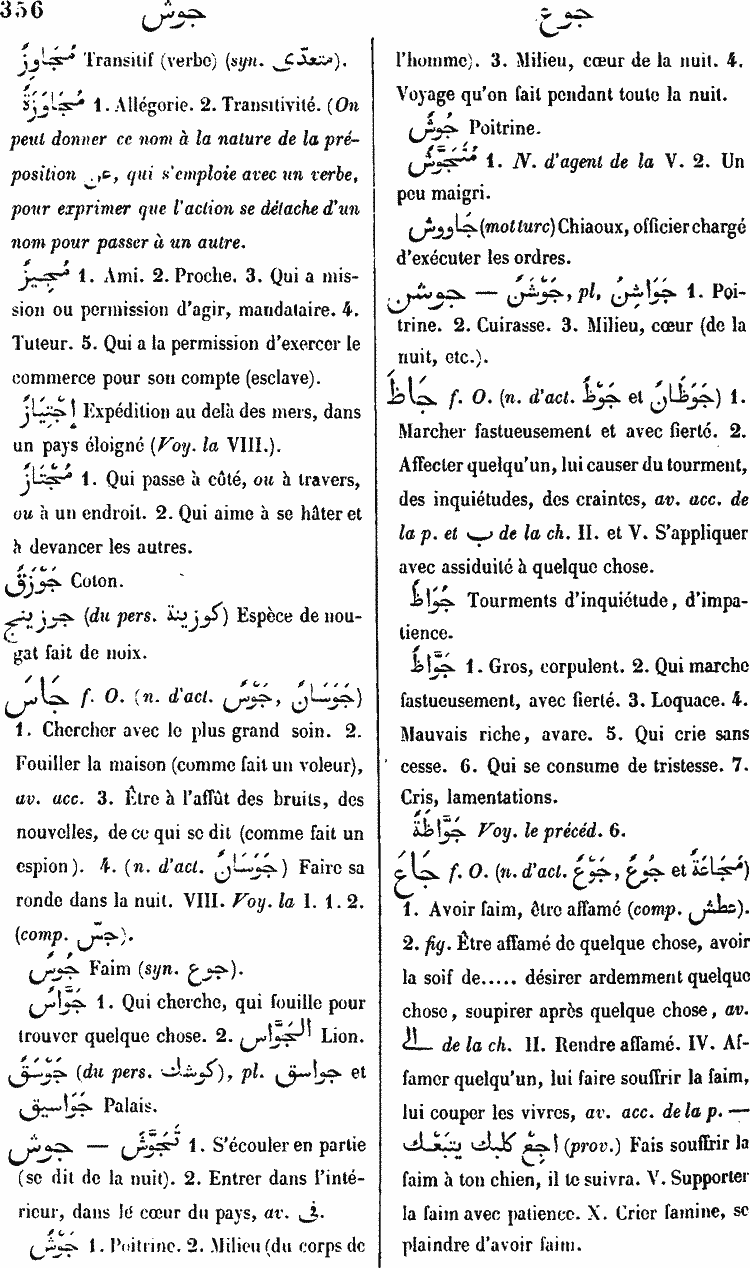 356
جوش
جوع
مُتَجَاوِزٌ Transitif (verbe) (syn. متعدّى).
مُجَاوَزَةٌ 1. Allégorie. 2. Transitivité. (On
peut donner ce nom à la nature de la pré-
position عن, qui s'emploie avec un verbe,
pour exprimer que l'action se détache d'un
nom pour passer à un autre.
مُجِيزٌ 1. Ami. 2. Proche. 3. Qui a mis-
sion ou permission d'agir, mandataire. 4.
Tuteur. 5. Qui a la permission d'exercer le
commerce pour son compte (esclave).
إِجْتِيَازٌ Expédition au delà des mers, dans
un pays éloigné (Voy. la VIII.).
مُجْتَازٌ 1. Qui passe à côté, ou à travers,
ou à un endroit. 2. Qui aime à se hâter et
à devancer les autres.
جَوْزَقٌ Coton.
جوزينج (du pers. كوزينة) Espèce de nou-
gat fait de noix.
جَاسَ f. O. (n. d'act. جَوْسٌ, جَوَسَانٌ)
1. Chercher avec le plus grand soin. 2.
Fouiller la maison (comme fait un voleur),
av. acc. 3. Être à l'affût des bruits, des
nouvelles, de ce qui se dit (comme fait un
espion). 4. (n. d'act. جَوَسَانٌ) Faire sa
ronde dans la nuit. VIII. Voy. la I. 1. 2.
(comp. جسّ).
جُوسٌ Faim (syn. جوع).
جَوَّاسٌ 1. Qui cherche, qui fouille pour
trouver quelque chose. 2. الجَوَّاس Lion.
جَوْسَقٌ (du pers. كوشك), pl. جواسق et
جَوَاسِيق Palais.
جوش — تَجَوَّشَ 1. S'écouler en partie
(se dit de la nuit). 2. Entrer dans l'inté-
rieur, dans le cœur du pays, av. فى.
جَوْشٌ 1. Poitrine. 2. Milieu (du corps de
l'homme). 3. Milieu, cœur de la nuit. 4.
Voyage qu'on fait pendant toute la nuit.
جُوشٌ Poitrine.
مُتَجَوِّشٌ 1. N. d'agent de la V. 2. Un
peu maigri.
جَاووش (mot turc) Chiaoux, officier chargé
d'exécuter les ordres.
جوشن — جَوْشَنٌ, pl. جَوَاشِنُ 1. Poi-
trine. 2. Cuirasse. 3. Milieu, cœur (de la
nuit, etc.).
جَاظَ f. O. (n. d'act. جَوْظٌ et جَوَظَانٌ) 1.
Marcher fastueusement et avec fierté. 2.
Affecter quelqu'un, lui causer du tourment,
des inquiétudes, des craintes, av. acc. de
la p. et ب de la ch. II. et V. S'appliquer
avec assiduité à quelque chose.
جُوَاظٌ Tourments d'inquiétude, d'impa-
tience.
جَوَّاظٌ 1. Gros, corpulent. 2. Qui marche
fastueusement, avec fierté. 3. Loquace. 4.
Mauvais riche, avare. 5. Qui crie sans
cesse. 6. Qui se consume de tristesse. 7.
Cris, lamentations.
جَوَّاظَةٌ Voy. le précéd. 6.
جَاعَ f. O. (n. d'act. جَوْعٌ, جُوعٌ et مَجَاعَةٌ)
1. Avoir faim, être affamé (comp. عطش).
2. fig. Être affamé de quelque chose, avoir
la soif de..... désirer ardemment quelque
chose, soupirer après quelque chose, av.
الى de la ch. II. Rendre affamé. IV. Af-
famer quelqu'un, lui faire souffrir la faim,
lui couper les vivres, av. acc. de la p. —
اجِعْ كلبك يتبعك (prov.) Fais souffrir la
faim à ton chien, il te suivra. V. Supporter
la faim avec patience. X. Crier famine, se
plaindre d'avoir faim.